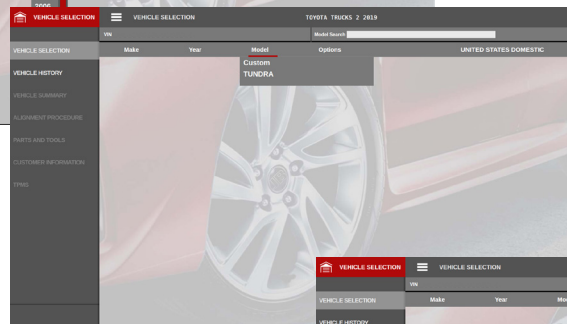 2006
VEHICLE SELECTION
VEHICLE SELECTION
TOYOTA TRUCKS 2 2019
VIN
Model Search
VEHICLE SELECTION
Make
Year
Model
Options
UNITED STATES DOMESTIC
Custom
TUNDRA
VEHICLE HISTORY
VEHICLE SUMMARY
ALIGNMENT PROCEDURE
PARTS AND TOOLS
CUSTOMER INFORMATION
TPMS
VEHICLE SELECTION
VEHICLE SELECTION
VIN
VEHICLE SELECTION
Make
Year
VEHICLE HISTORY